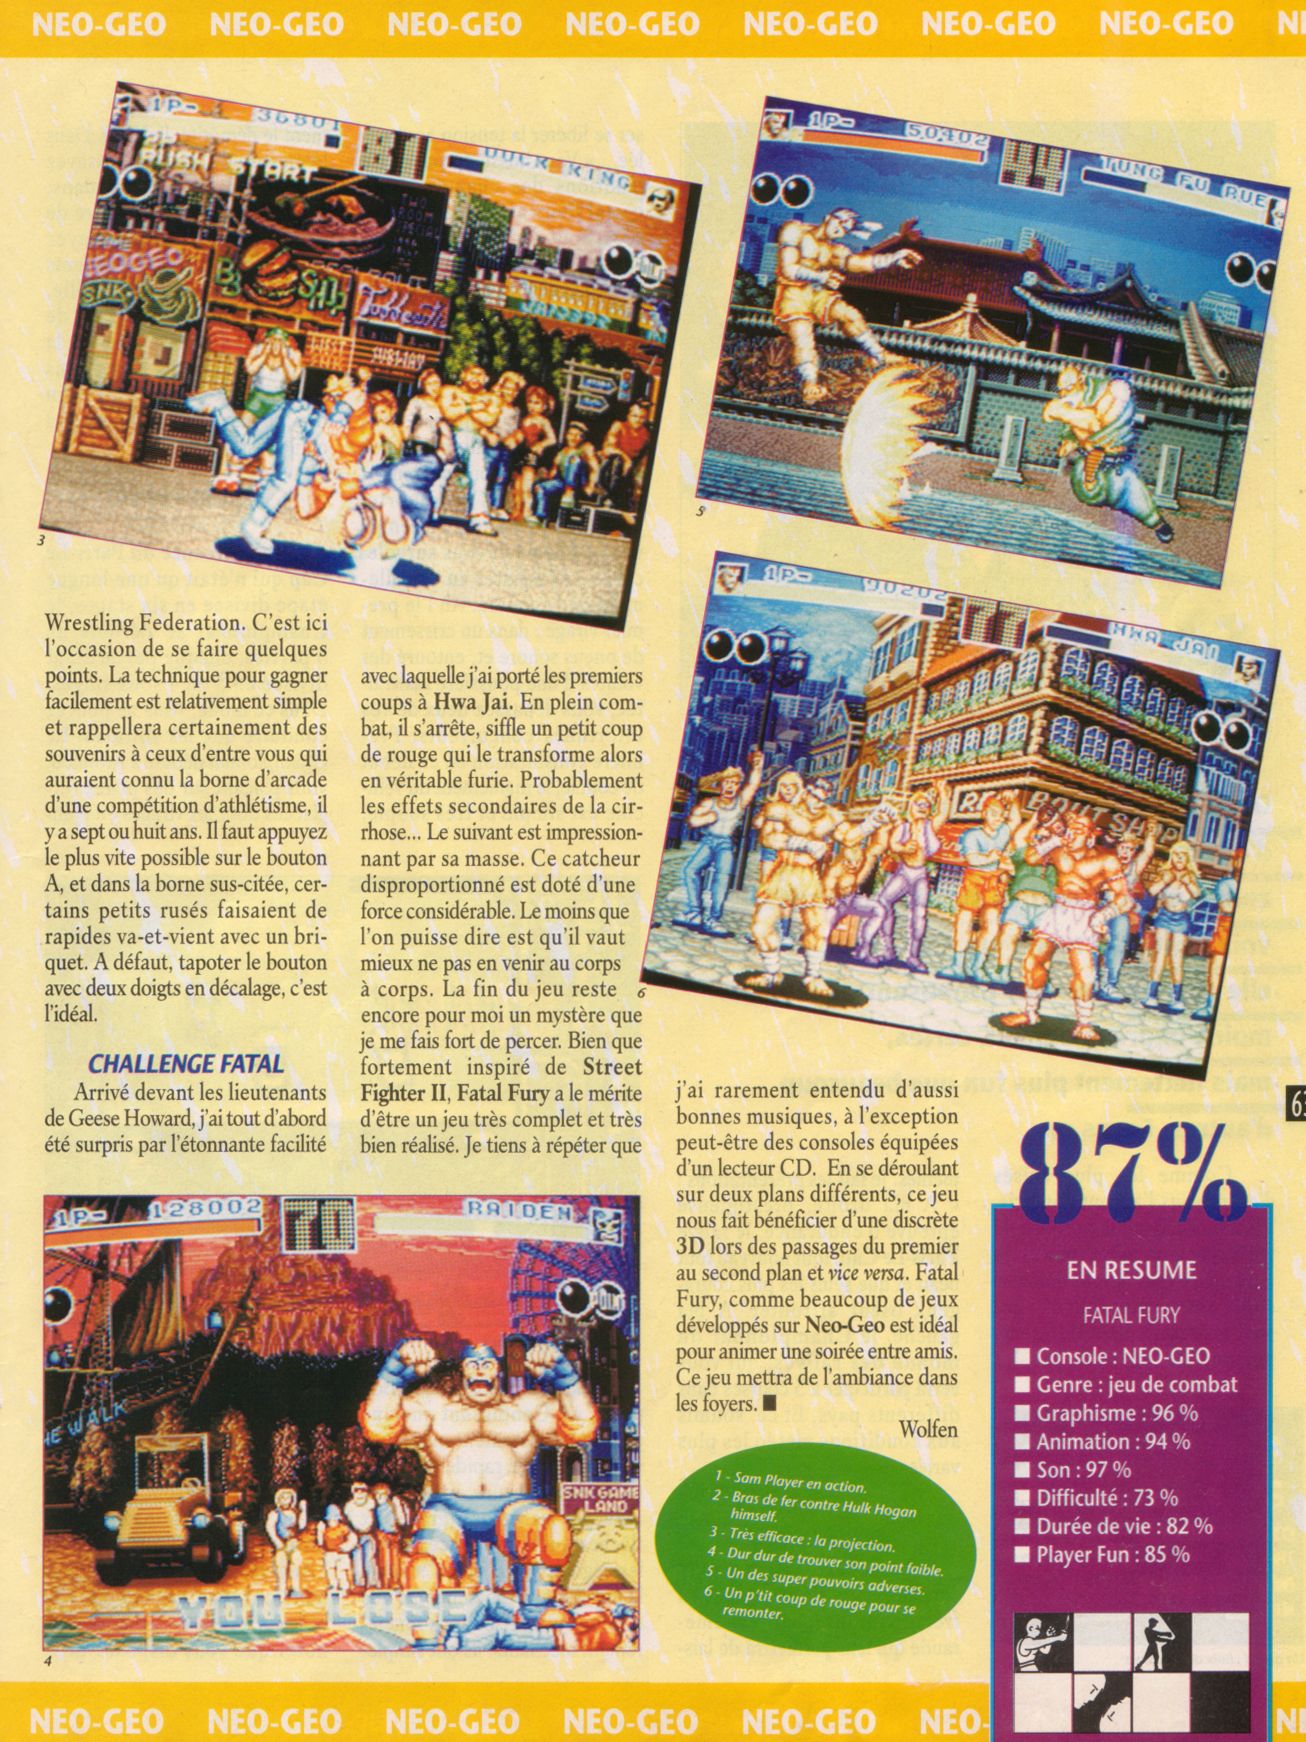 NEO-GEO NEO-GEO NEO-GEO NEO-GEO NEO-GEO NEO-GEO NEO-GEO
1P- 36801
81
DUCK KING
RUSH START
NEOGEO
SNK
3
1P- 50402
44
TUNG FU RUE
5
1P- 90202
HWA JAI
BOUT SHOP
6
Wrestling Federation. C'est ici
l'occasion de se faire quelques
points. La technique pour gagner
facilement est relativement simple
et rappellera certainement des
souvenirs à ceux d'entre vous qui
auraient connu la borne d'arcade
d'une compétition d'athlétisme, il
y a sept ou huit ans. Il faut appuyez
le plus vite possible sur le bouton
A, et dans la borne sus-citée, cer-
tains petits rusés faisaient de
rapides va-et-vient avec un bri-
quet. A défaut, tapoter le bouton
avec deux doigts en décalage, c'est
l'idéal.
CHALLENGE FATAL
Arrivé devant les lieutenants
de Geese Howard, j'ai tout d'abord
été surpris par l'étonnante facilité
avec laquelle j'ai porté les premiers
coups à Hwa Jai. En plein com-
bat, il s'arrête, siffle un petit coup
de rouge qui le transforme alors
en véritable furie. Probablement
les effets secondaires de la cir-
rhose... Le suivant est impression-
nant par sa masse. Ce catcheur
disproportionné est doté d'une
force considérable. Le moins que
l'on puisse dire est qu'il vaut
mieux ne pas en venir au corps
à corps. La fin du jeu reste
encore pour moi un mystère que
je me fais fort de percer. Bien que
fortement inspiré de Street
Fighter II, Fatal Fury a le mérite
d'être un jeu très complet et très
bien réalisé. Je tiens à répéter que
j'ai rarement entendu d'aussi
bonnes musiques, à l'exception
peut-être des consoles équipées
d'un lecteur CD. En se déroulant
sur deux plans différents, ce jeu
nous fait bénéficier d'une discrète
3D lors des passages du premier
au second plan et vice versa. Fatal
Fury, comme beaucoup de jeux
développés sur Neo-Geo est idéal
pour animer une soirée entre amis.
Ce jeu mettra de l'ambiance dans
les foyers. ■
Wolfen
1P- 128002
70
RAIDEN
SNK GAME
LAND
YOU LOSE
4
1 - Sam Player en action.
2 - Bras de fer contre Hulk Hogan
himself.
3 - Très efficace : la projection.
4 - Dur dur de trouver son point faible.
5 - Un des super pouvoirs adverses.
6 - Un p'tit coup de rouge pour se
remonter.
63
87%
EN RESUME
FATAL FURY
■ Console : NEO-GEO
■ Genre : jeu de combat
■ Graphisme : 96 %
■ Animation : 94 %
■ Son : 97 %
■ Difficulté : 73 %
■ Durée de vie : 82 %
■ Player Fun : 85 %
NEO-GEO NEO-GEO NEO-GEO NEO-GEO NEO-GEO NEO-